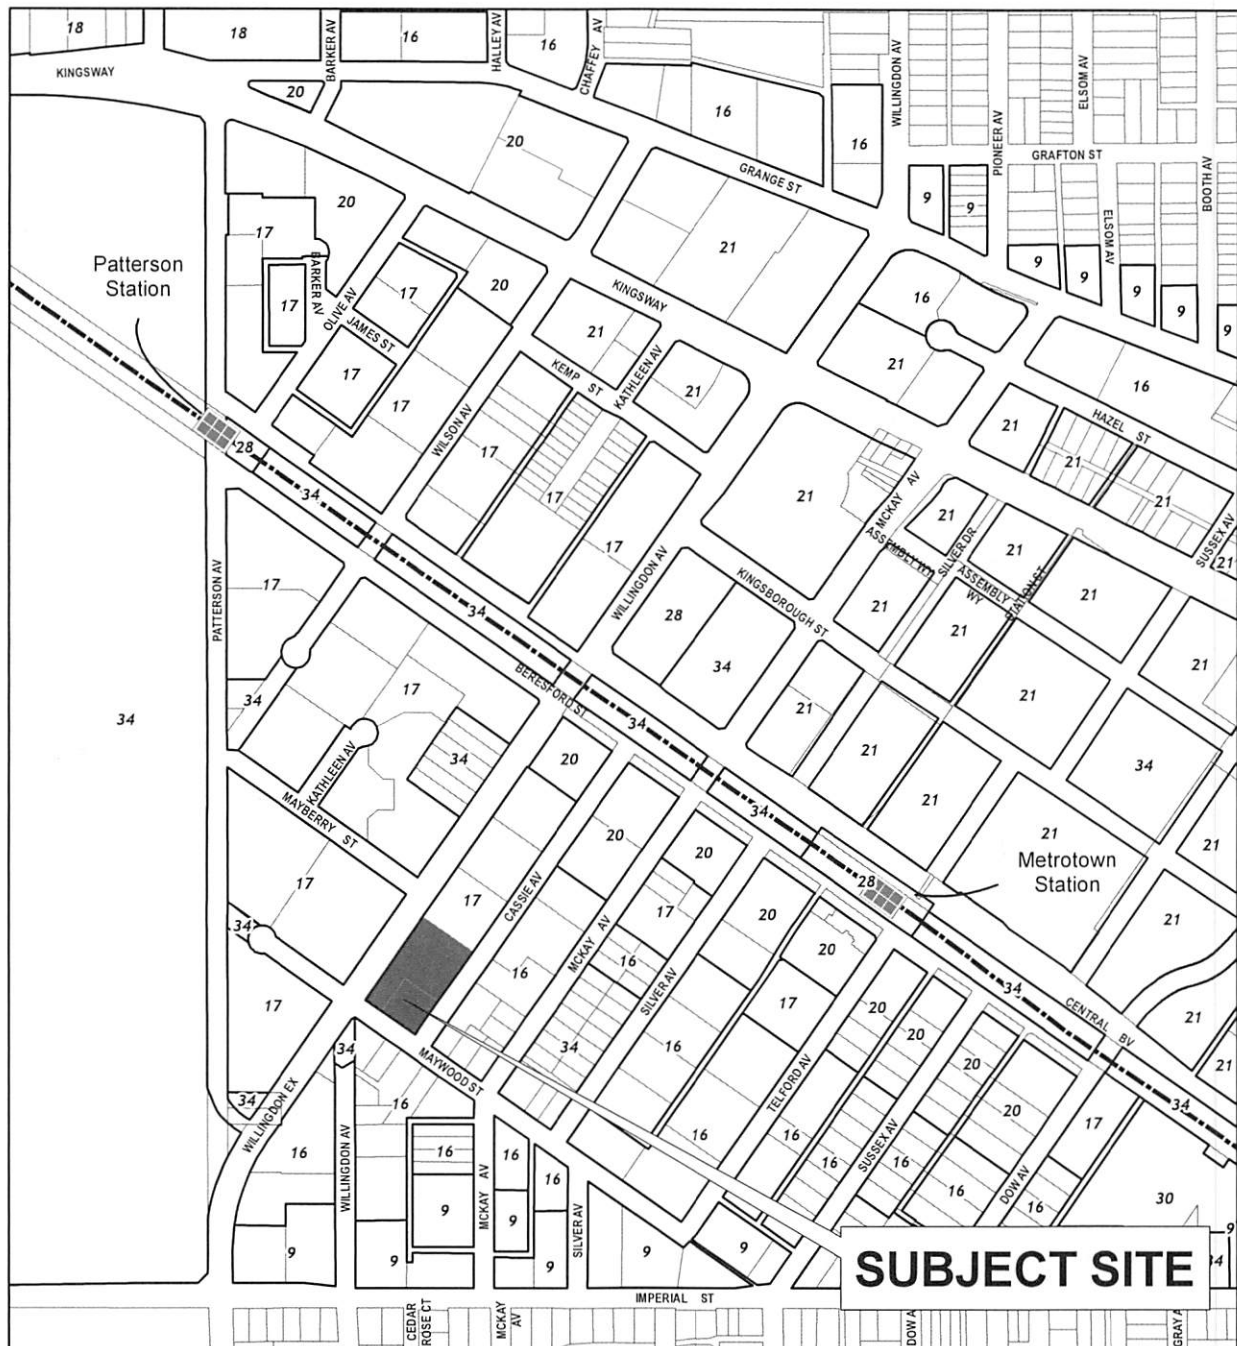 18
18
BARKER AV
16
HALLEY AV
16
CHAFFEY AV
WILLINGDON AV
ELSOM AV
KINGSWAY
20
16
PIONEER AV
20
16
GRAFTON ST
BOOTH AV
GRANGE ST
20
9
9
17
ELSOM AV
21
Patterson
Station
BARKER AV
9
9
9
9
9
17
OLIVE AV
17
20
KINGSWAY
16
JAMES ST
21
17
KEMP ST
KATHLEEN AV
21
21
16
17
WILSON AV
HAZEL ST
28
17
21
21
34
17
21
MCKAY AV
21
SUSSEX AV
17
WILLINGDON AV
ASSEMBLY WY
SILVER DR
21
21
ASSEMBLY WY
STATION ST
21
PATTERSON AV
17
KINGSBOROUGH ST
21
21
34
28
34
21
17
BERESFORD ST
34
21
21
34
34
21
34
KATHLEEN AV
20
21
34
MAYBERRY ST
20
21
21
34
21
20
28
Metrotown
Station
17
17
CASSIE AV
17
20
21
34
MCKAY AV
16
20
16
SILVER AV
17
34
CENTRAL BV
21
17
20
20
21
34
34
MAYWOOD ST
16
TELFORD AV
20
34
WILLINGDON EX
34
16
20
17
SUSSEX AV
16
WILLINGDON AV
16
16
16
16
16
DOW AV
30
16
MCKAY AV
16
16
16
9
9
SILVER AV
9
9
9
9
9
SUBJECT SITE
34
IMPERIAL ST
CEDAR
ROSE CT
MCKAY
AV
DOW A
GRAY A